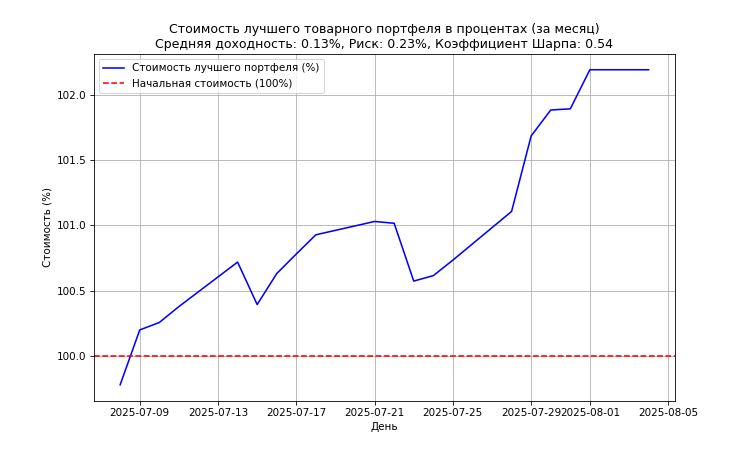 Стоимость лучшего товарного портфеля в процентах (за месяц)
Средняя доходность: 0.13%, Риск: 0.23%, Коэффициент Шарпа: 0.54
Стоимость лучшего портфеля (%)
Начальная стоимость (100%)
Стоимость (%)
102.0
101.5
101.0
100.5
100.0
2025-07-09 2025-07-13 2025-07-17 2025-07-21 2025-07-25 2025-07-29 2025-08-01 2025-08-05
День